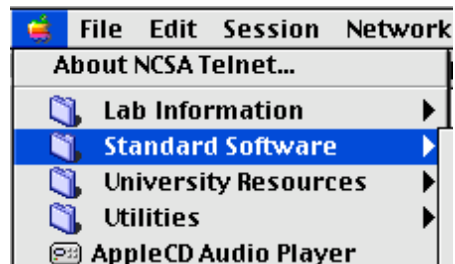 File Edit Session Network
About NCSA Telnet...
Lab Information
Standard Software
University Resources
Utilities
AppleCD Audio Player